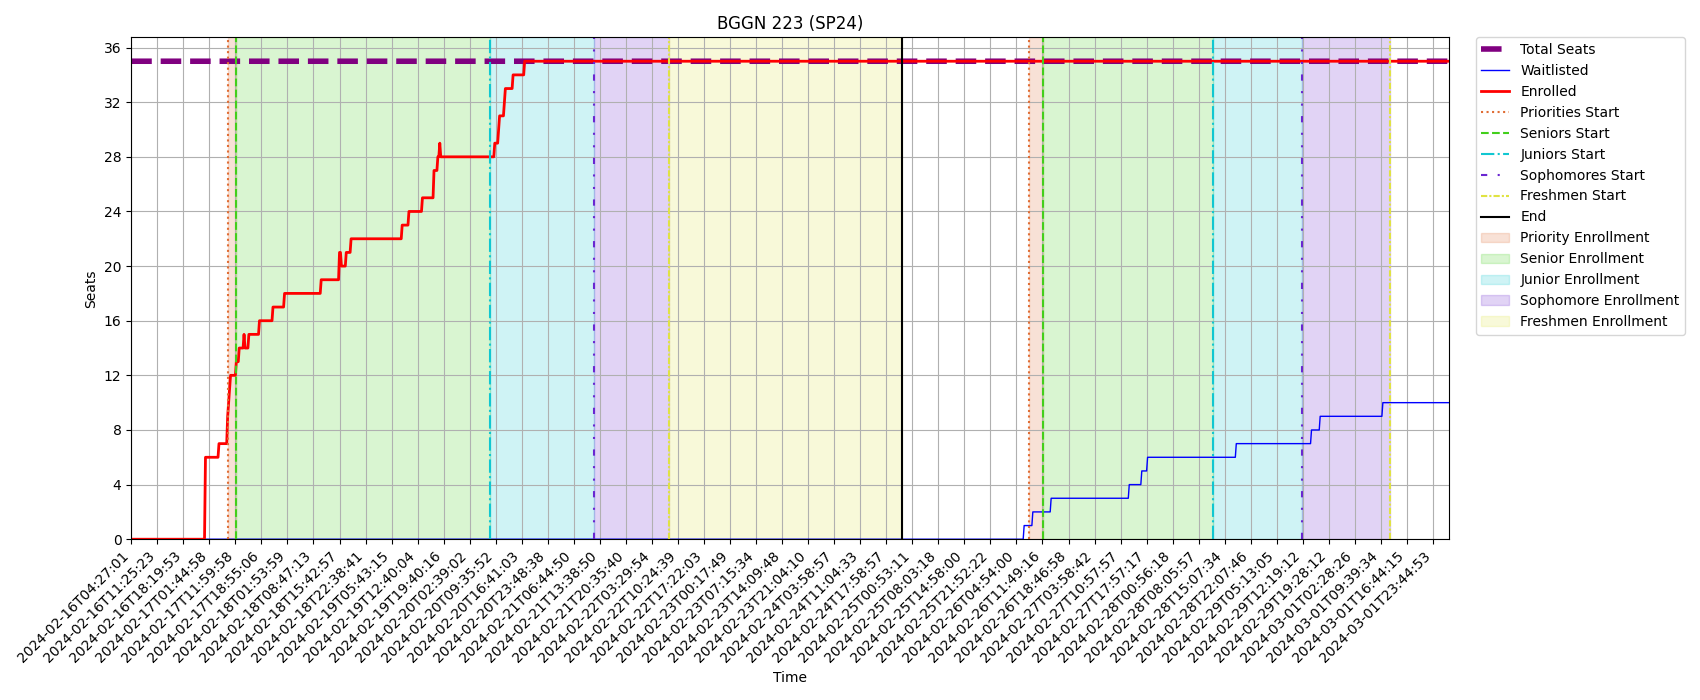 BGGN 223 (SP24)
Total Seats
Waitlisted
Enrolled
Priorities Start
Seniors Start
Juniors Start
Sophomores Start
Freshmen Start
End
Priority Enrollment
Senior Enrollment
Junior Enrollment
Sophomore Enrollment
Freshmen Enrollment
Seats
36
32
28
24
20
16
12
8
4
0
2024-02-16T04:27:01
2024-02-16T11:25:23
2024-02-16T18:19:53
2024-02-17T01:44:58
2024-02-17T11:59:58
2024-02-17T18:55:06
2024-02-18T01:53:59
2024-02-18T08:47:13
2024-02-18T15:42:57
2024-02-18T22:38:41
2024-02-19T05:43:15
2024-02-19T12:40:04
2024-02-19T19:40:16
2024-02-20T02:39:02
2024-02-20T09:35:52
2024-02-20T16:41:03
2024-02-20T23:48:38
2024-02-21T06:44:50
2024-02-21T13:38:50
2024-02-21T20:35:40
2024-02-22T03:29:54
2024-02-22T10:24:39
2024-02-22T17:22:03
2024-02-23T00:17:49
2024-02-23T07:15:34
2024-02-23T14:09:48
2024-02-23T21:04:10
2024-02-24T03:58:57
2024-02-24T11:04:33
2024-02-24T17:58:57
2024-02-25T00:53:11
2024-02-25T08:03:18
2024-02-25T14:58:00
2024-02-25T21:52:22
2024-02-26T04:54:00
2024-02-26T11:49:16
2024-02-26T18:46:58
2024-02-27T03:58:42
2024-02-27T10:57:57
2024-02-27T17:57:17
2024-02-28T00:56:18
2024-02-28T08:05:57
2024-02-28T15:07:34
2024-02-28T22:07:46
2024-02-29T05:13:05
2024-02-29T12:19:12
2024-02-29T19:28:12
2024-03-01T02:28:26
2024-03-01T09:39:34
2024-03-01T16:44:15
2024-03-01T23:44:53
Time